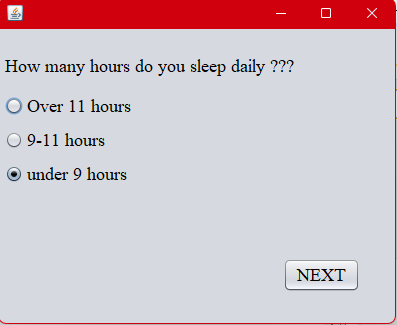 How many hours do you sleep daily ???
Over 11 hours
9-11 hours
under 9 hours
NEXT